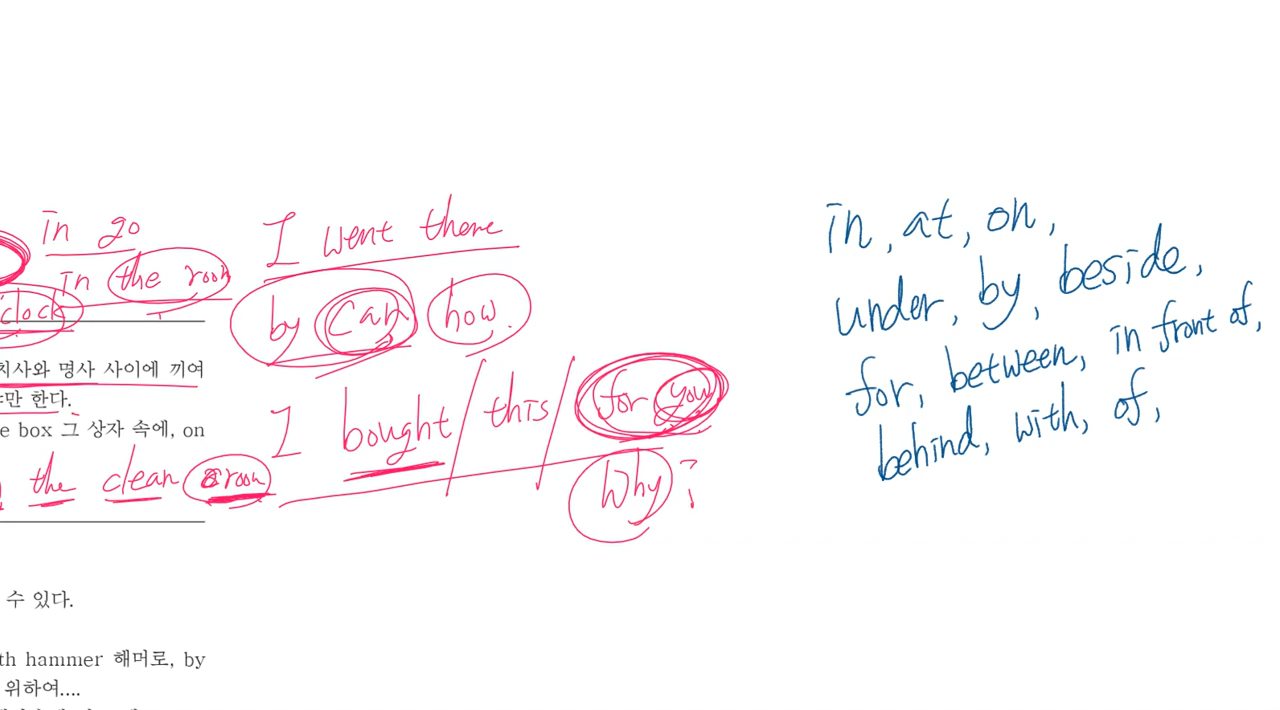 in go
in the room
clock
치사와 명사 사이에 끼여
만 한다.
e box 그 상자 속에, on
the clean room
수 있다.
th hammer 해머로, by
위하여....
I went there
by car how.
I bought / this / for you
Why?
in, at, on,
under, by, beside,
for, between, in front of,
behind, with, of,